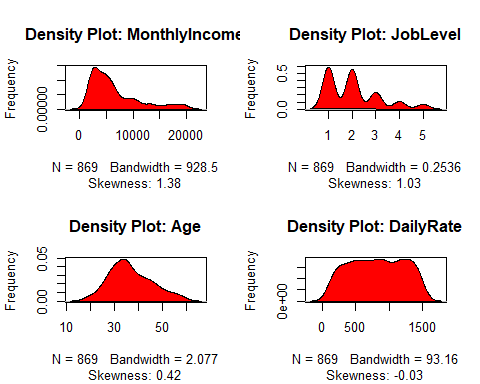 Density Plot: MonthlyIncome
Frequency
0.00000
0 10000 20000
N = 869 Bandwidth = 928.5
Skewness: 1.38
Density Plot: JobLevel
Frequency
0.0 0.5
1 2 3 4 5
N = 869 Bandwidth = 0.2536
Skewness: 1.03
Density Plot: Age
Frequency
0.00 0.05
10 30 50
N = 869 Bandwidth = 2.077
Skewness: 0.42
Density Plot: DailyRate
Frequency
0e+00
0 500 1500
N = 869 Bandwidth = 93.16
Skewness: -0.03